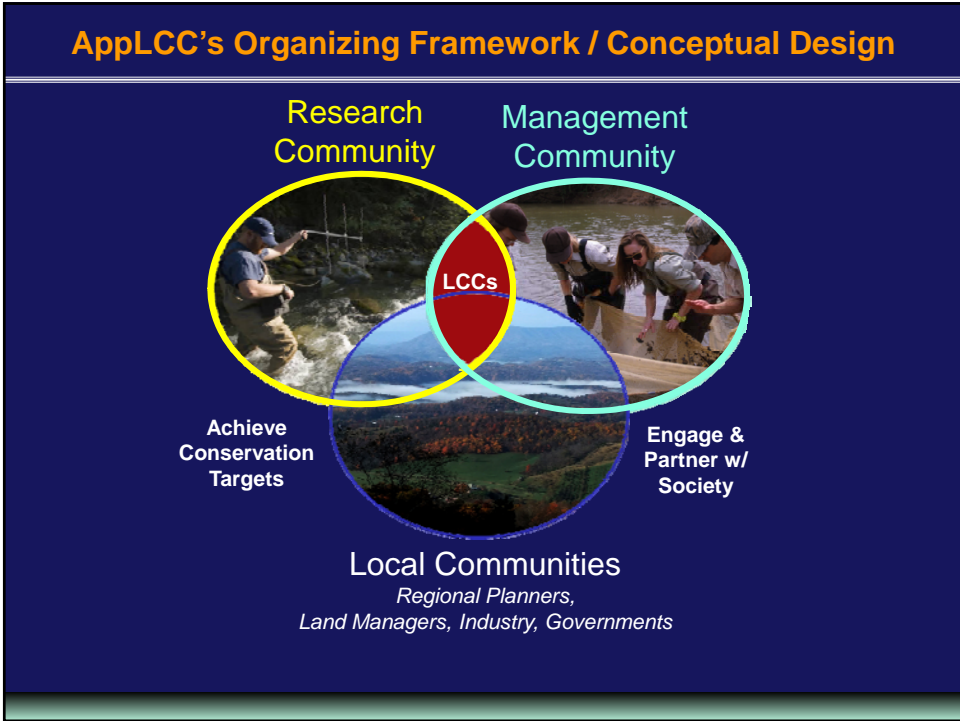 AppLCC's Organizing Framework / Conceptual Design
Research
Community
Management
Community
LCCs
Achieve
Conservation
Targets
Engage &
Partner w/
Society
Local Communities
Regional Planners,
Land Managers, Industry, Governments